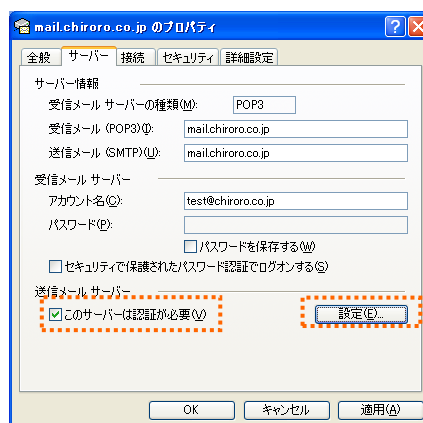 mail.chiroro.co.jp のプロパティ
全般 サーバー 接続 セキュリティ 詳細設定
サーバー情報
受信メール サーバーの種類(M): POP3
受信メール (POP3)(I): mail.chiroro.co.jp
送信メール (SMTP)(U): mail.chiroro.co.jp
受信メール サーバー
アカウント名(C): test@chiroro.co.jp
パスワード(P):
パスワードを保存する(W)
セキュリティで保護されたパスワード認証でログオンする(S)
送信メール サーバー
このサーバーは認証が必要(V) 設定(E)...
OK キャンセル 適用(A)